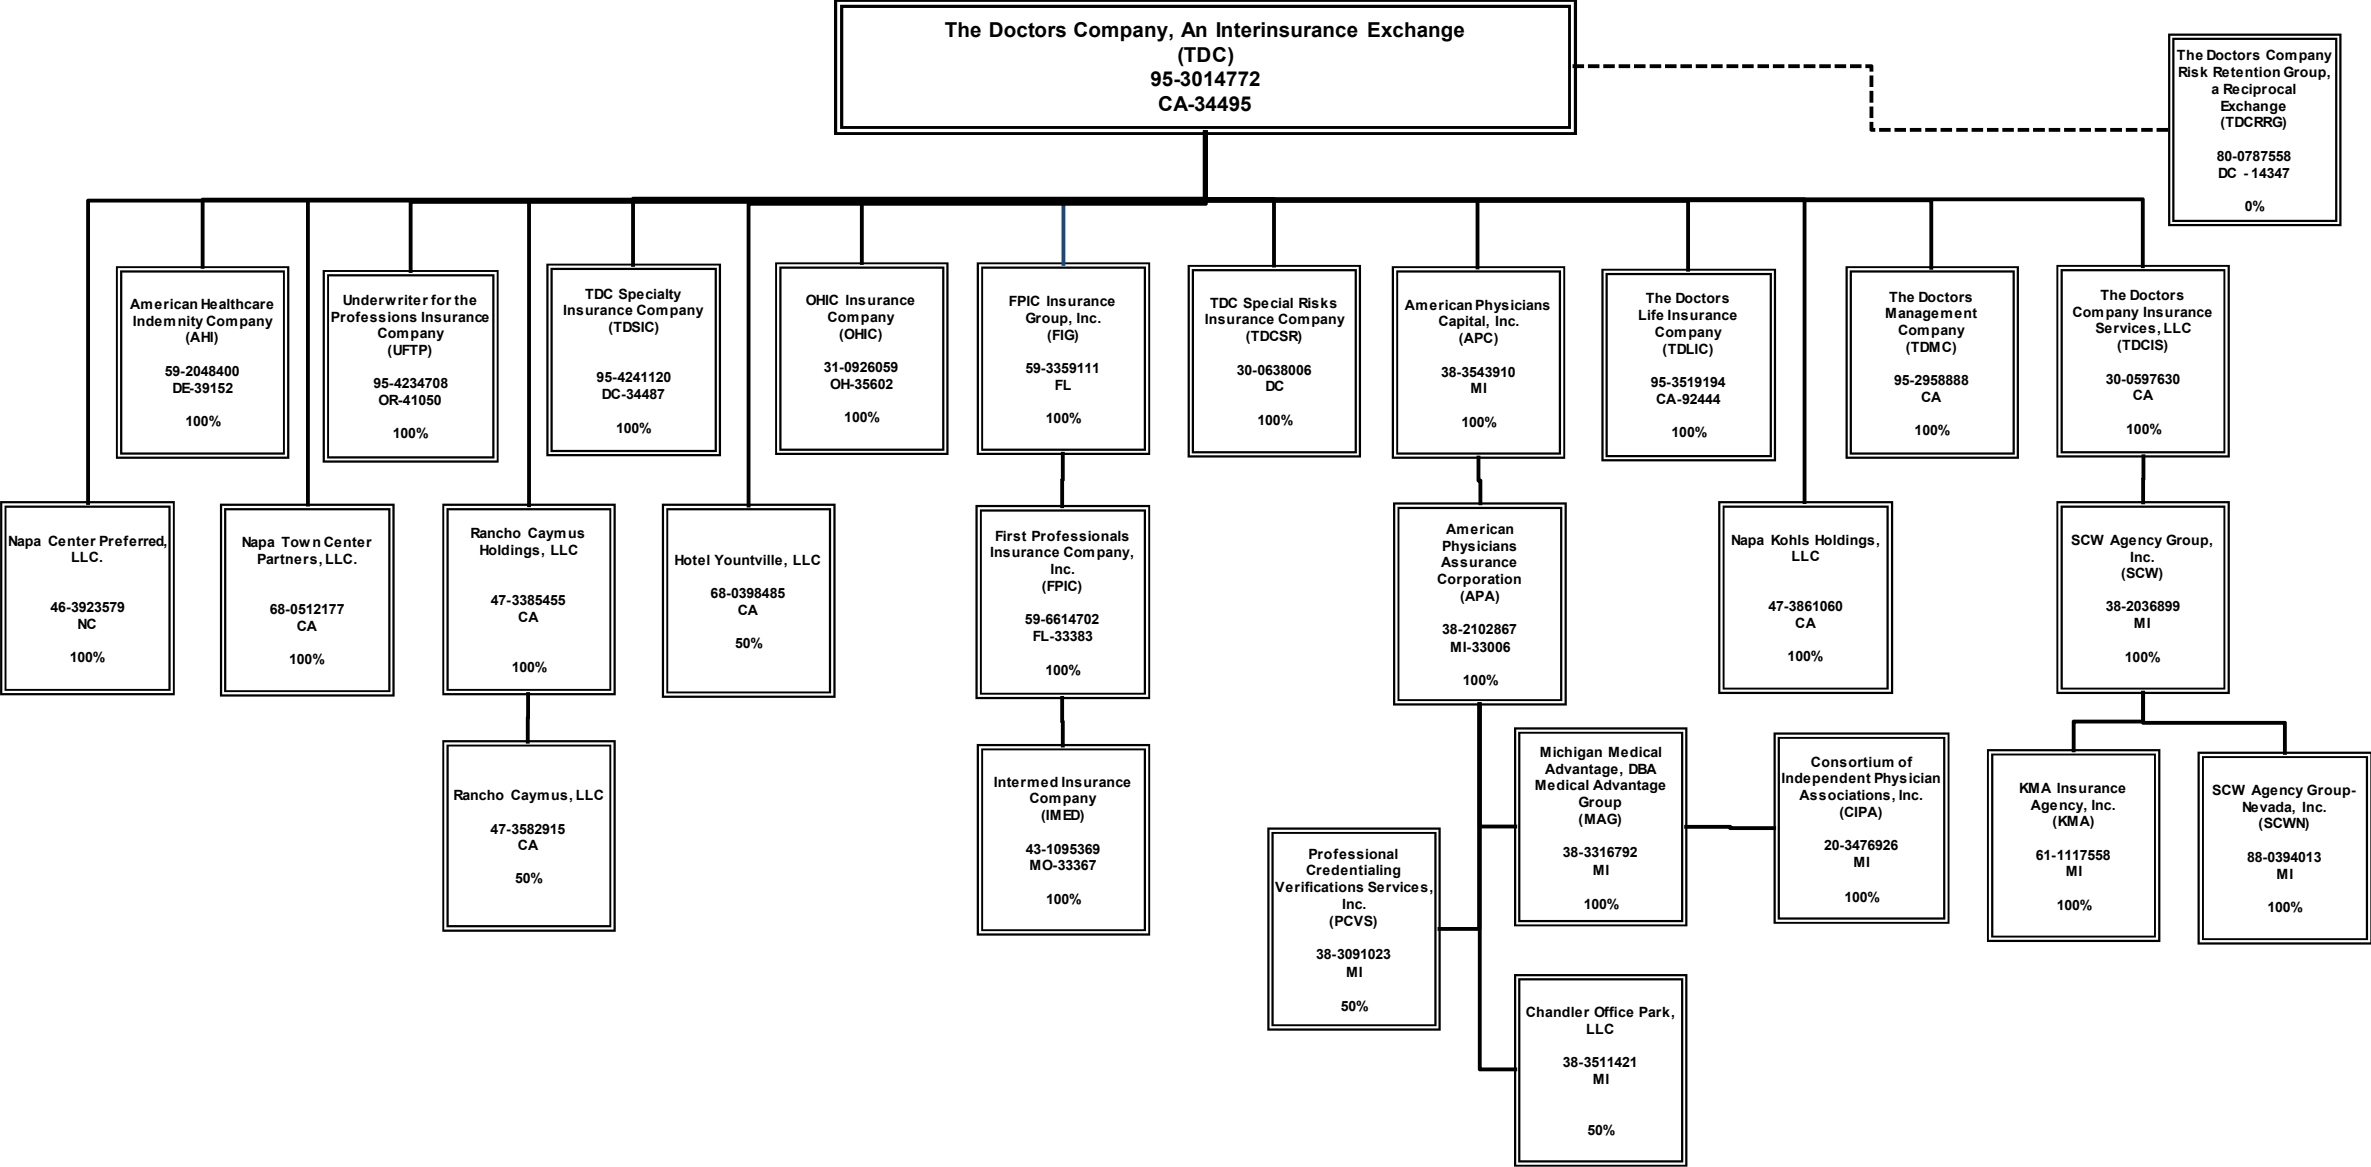 The Doctors Company, An Interinsurance Exchange
(TDC)
95-3014772
CA-34495
The Doctors Company
Risk Retention Group,
a Reciprocal
Exchange
(TDCRRG)
80-0787558
DC - 14347
0%
American Healthcare
Indemnity Company
(AHI)
59-2048400
DE-39152
100%
Underwriter for the
Professions Insurance
Company
(UFTP)
95-4234708
OR-41050
100%
TDC Specialty
Insurance Company
(TDSIC)
95-4241120
DC-34487
100%
OHIC Insurance
Company
(OHIC)
31-0926059
OH-35602
100%
FPIC Insurance
Group, Inc.
(FIG)
59-3359111
FL
100%
TDC Special Risks
Insurance Company
(TDCSR)
30-0638006
DC
100%
American Physicians
Capital, Inc.
(APC)
38-3543910
MI
100%
The Doctors
Life Insurance
Company
(TDLIC)
95-3519194
CA-92444
100%
The Doctors
Management
Company
(TDMC)
95-2958888
CA
100%
The Doctors
Company Insurance
Services, LLC
(TDCIS)
30-0597630
CA
100%
Napa Center Preferred,
LLC.
46-3923579
NC
100%
Napa Town Center
Partners, LLC.
68-0512177
CA
100%
Rancho Caymus
Holdings, LLC
47-3385455
CA
100%
Hotel Yountville, LLC
68-0398485
CA
50%
First Professionals
Insurance Company,
Inc.
(FPIC)
59-6614702
FL-33383
100%
American
Physicians
Assurance
Corporation
(APA)
38-2102867
MI-33006
100%
Napa Kohls Holdings,
LLC
47-3861060
CA
100%
SCW Agency Group,
Inc.
(SCW)
38-2036899
MI
100%
Rancho Caymus, LLC
47-3582915
CA
50%
Intermed Insurance
Company
(IMED)
43-1095369
MO-33367
100%
Professional
Credentialing
Verifications Services,
Inc.
(PCVS)
38-3091023
MI
50%
Michigan Medical
Advantage, DBA
Medical Advantage
Group
(MAG)
38-3316792
MI
100%
Consortium of
Independent Physician
Associations, Inc.
(CIPA)
20-3476926
MI
100%
KMA Insurance
Agency, Inc.
(KMA)
61-1117558
MI
100%
SCW Agency Group-
Nevada, Inc.
(SCWN)
88-0394013
MI
100%
Chandler Office Park,
LLC
38-3511421
MI
50%